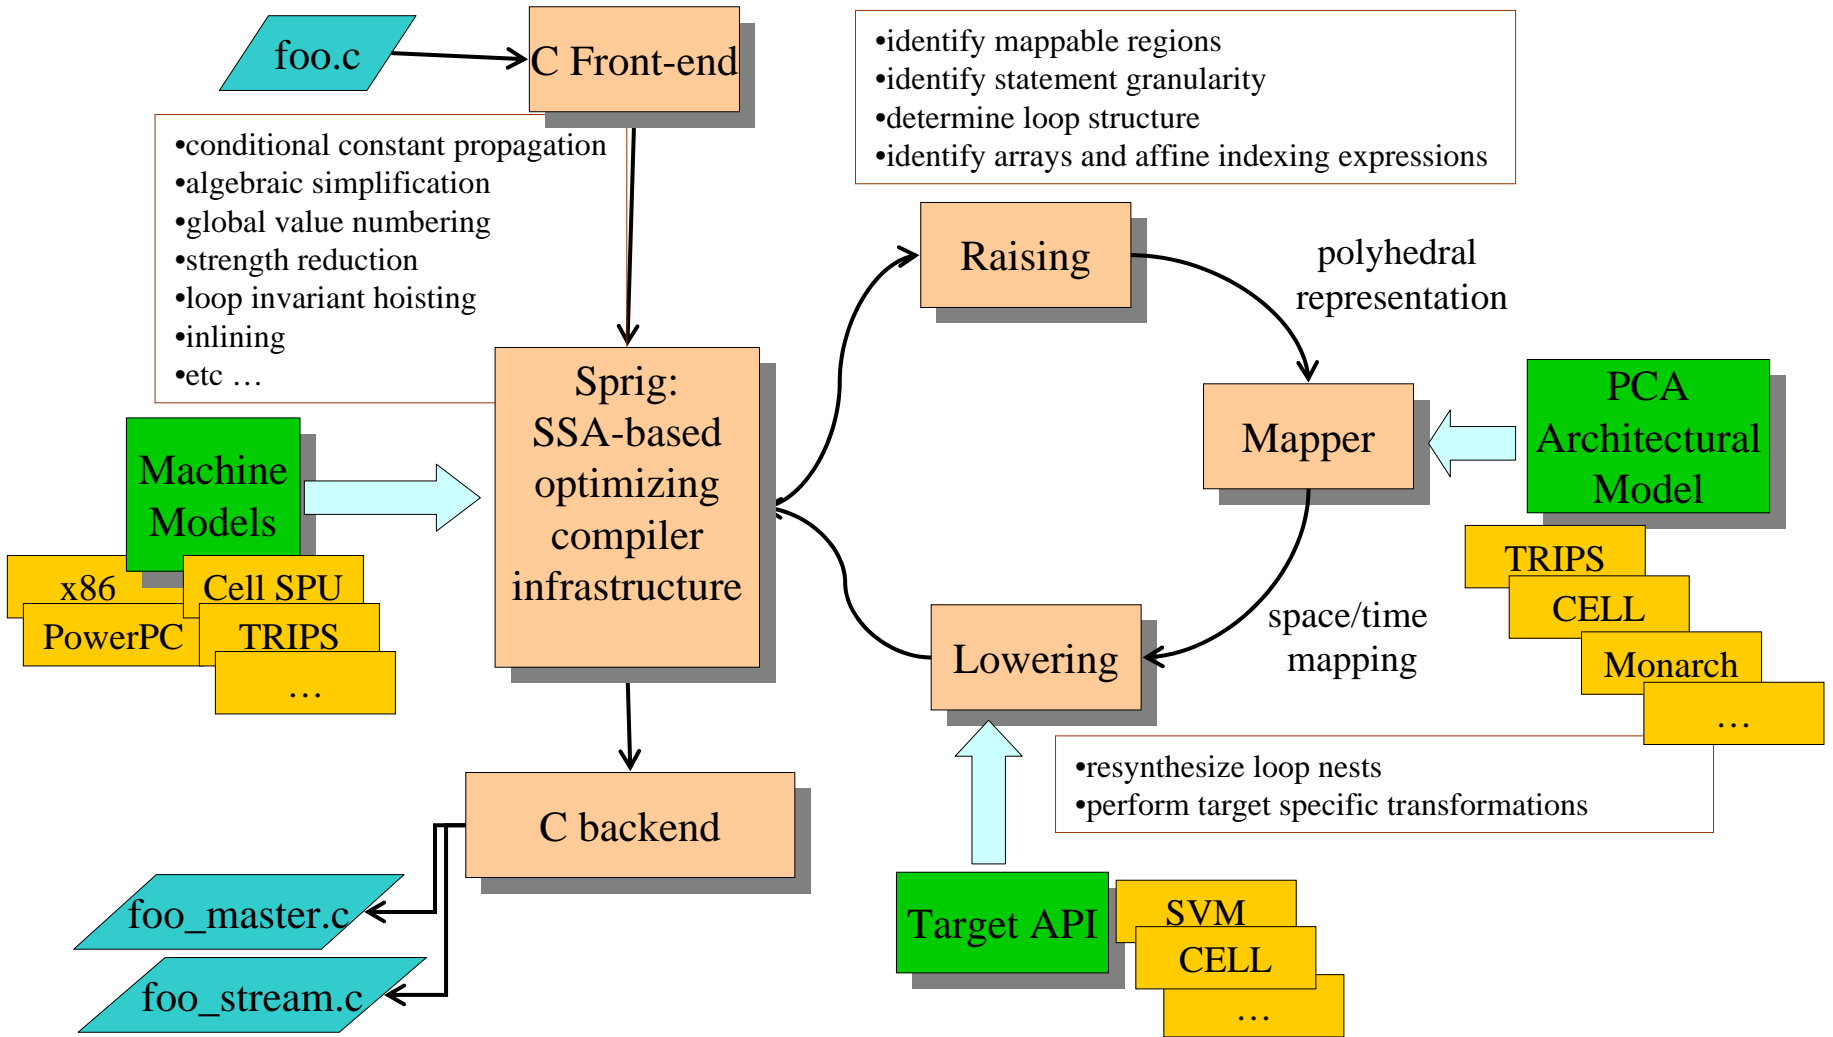 foo.c
C Front-end
•identify mappable regions
•identify statement granularity
•determine loop structure
•identify arrays and affine indexing expressions
•conditional constant propagation
•algebraic simplification
•global value numbering
•strength reduction
•loop invariant hoisting
•inlining
•etc …
Raising
polyhedral
representation
Sprig:
SSA-based
optimizing
compiler
infrastructure
Mapper
PCA
Architectural
Model
Machine
Models
x86
Cell SPU
PowerPC
TRIPS
…
TRIPS
CELL
Monarch
…
space/time
mapping
Lowering
•resynthesize loop nests
•perform target specific transformations
C backend
foo_master.c
foo_stream.c
Target API
SVM
CELL
…